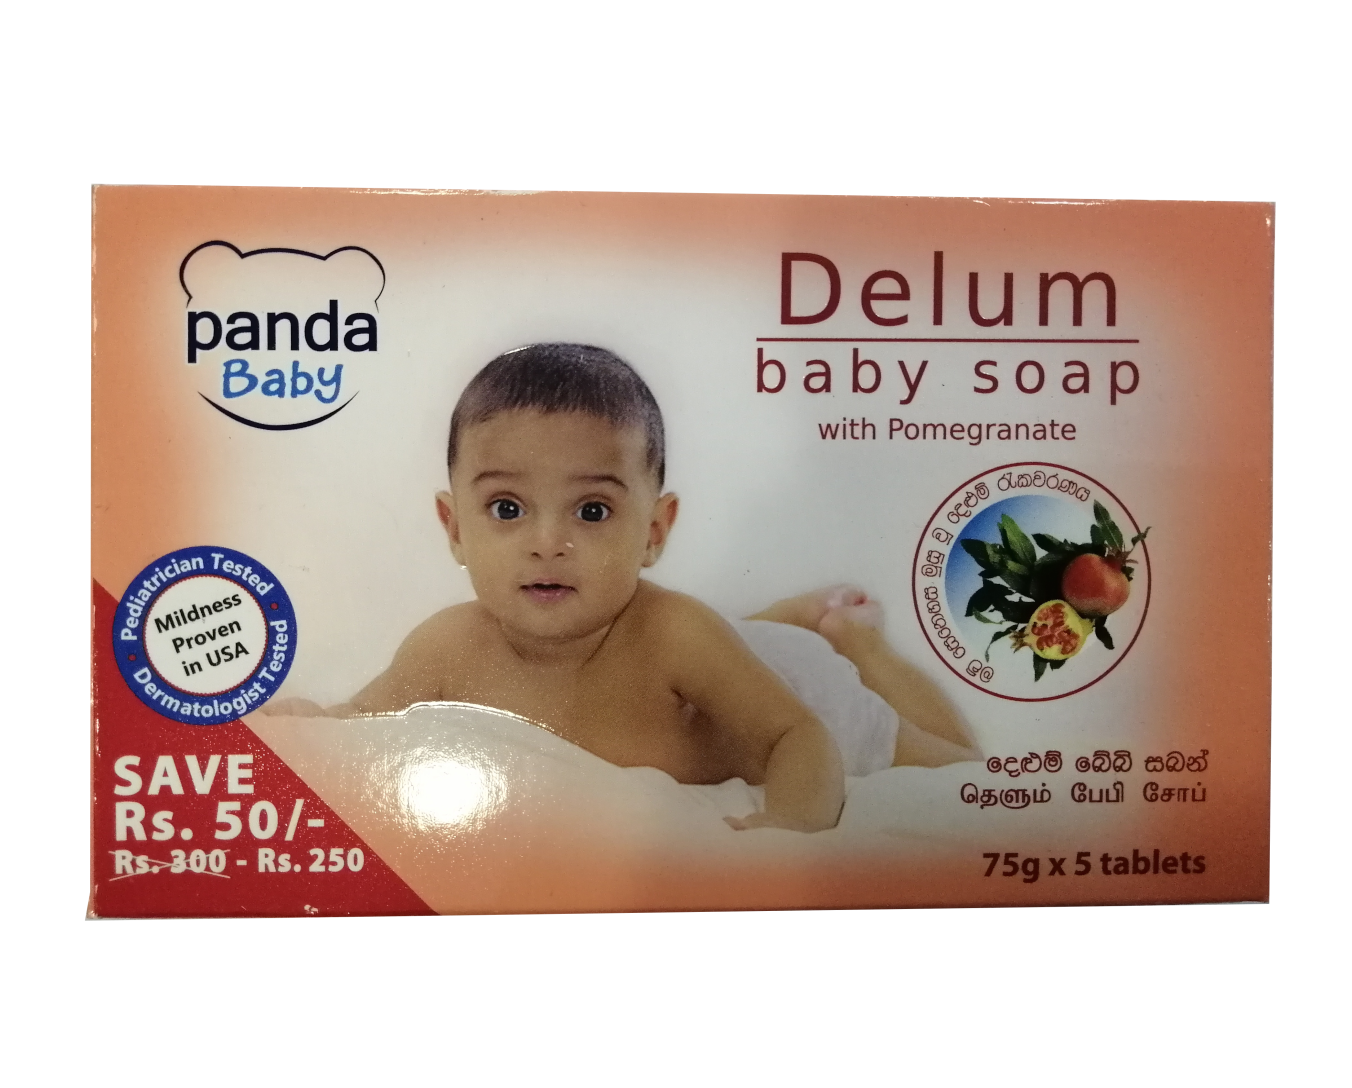 panda
Baby
Delum
baby soap
with Pomegranate
වූ දෙළුම් රැකවරණය
Pediatrician Tested
Mildness
Proven
in USA
Dermatologist Tested
SAVE
Rs. 50/-
Rs. 300 - Rs. 250
දෙළුම් බේබි සබන්
தெளும் பேபி சோப்
75g x 5 tablets